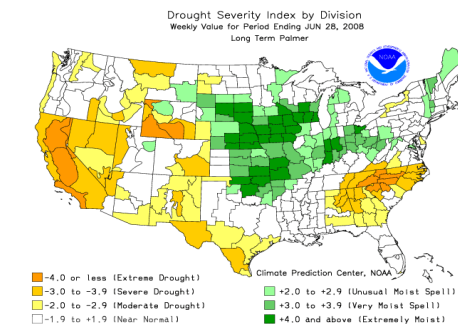 Drought Severity Index by Division
Weekly Value for Period Ending JUN 28, 2008
Long Term Palmer
NOAA
Climate Prediction Center, NOAA
-4.0 or less (Extreme Drought)
-3.0 to -3.9 (Severe Drought)
-2.0 to -2.9 (Moderate Drought)
-1.9 to +1.9 (Near Normal)
+2.0 to +2.9 (Unusual Moist Spell)
+3.0 to +3.9 (Very Moist Spell)
+4.0 and above (Extremely Moist)